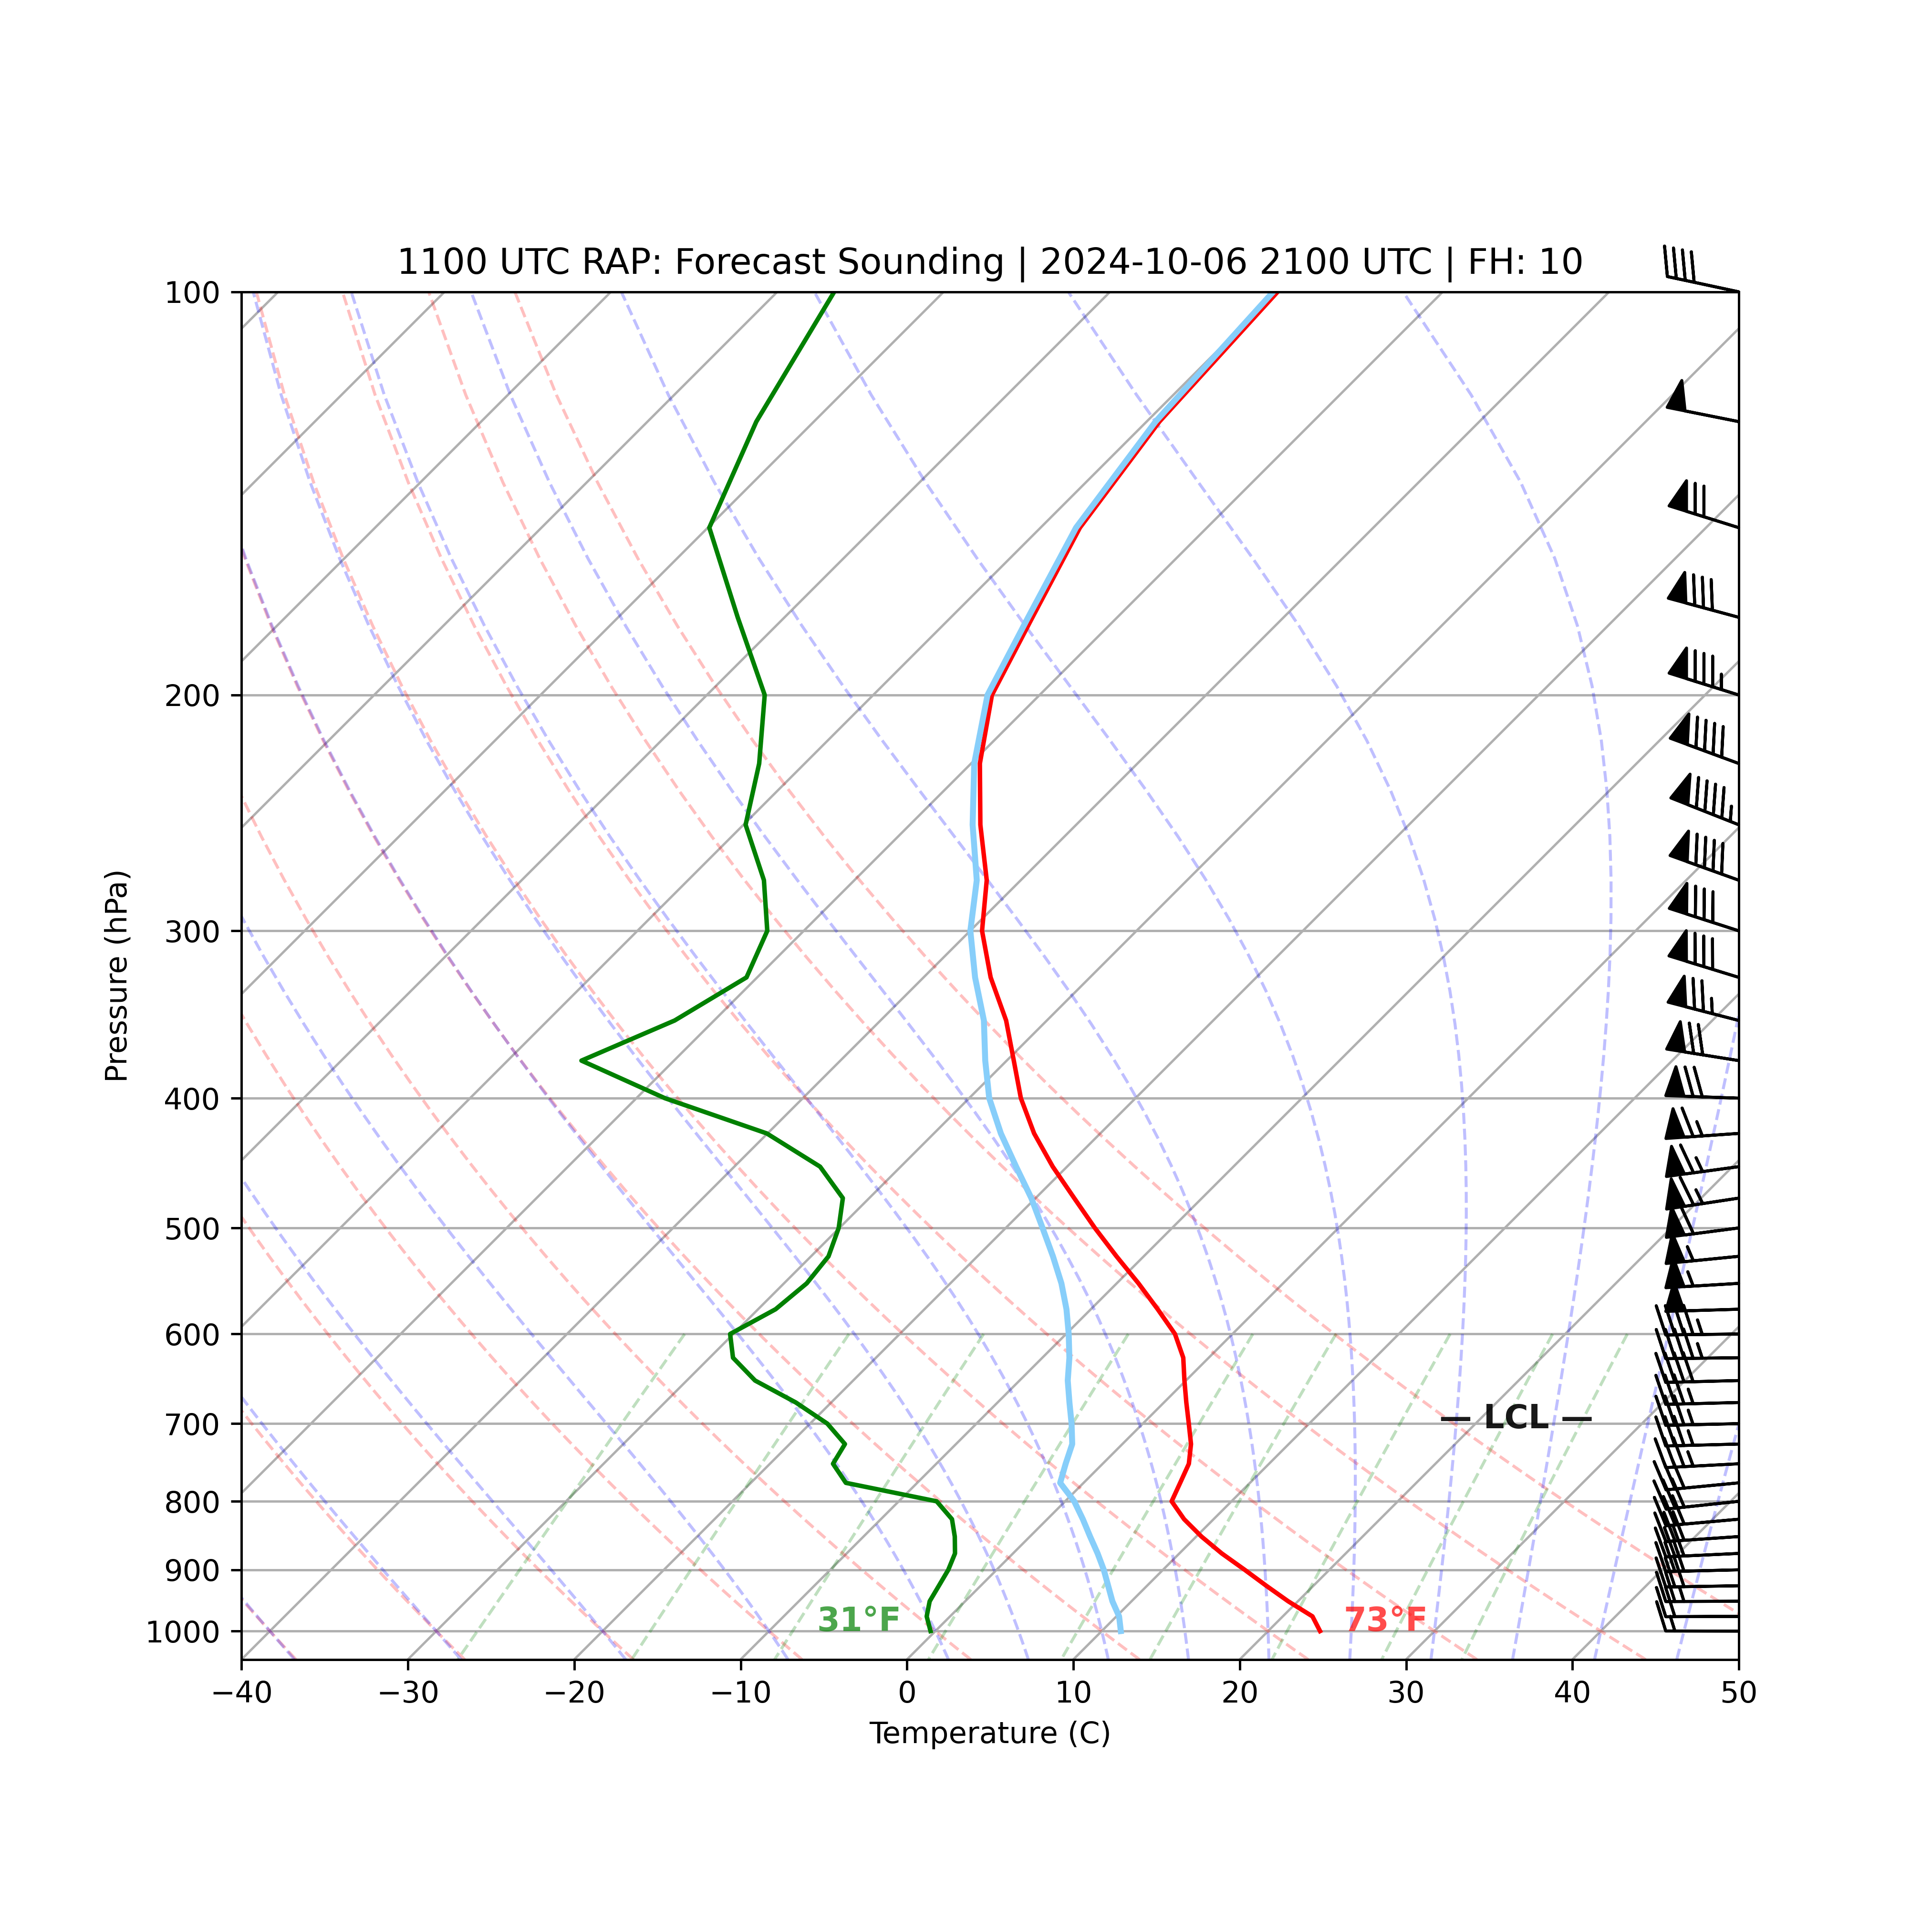 1100 UTC RAP: Forecast Sounding | 2024-10-06 2100 UTC | FH: 10
100
200
300
400
500
600
700
800
900
1000
Pressure (hPa)
— LCL —
31°F
73°F
−40 −30 −20 −10 0 10 20 30 40 50
Temperature (C)